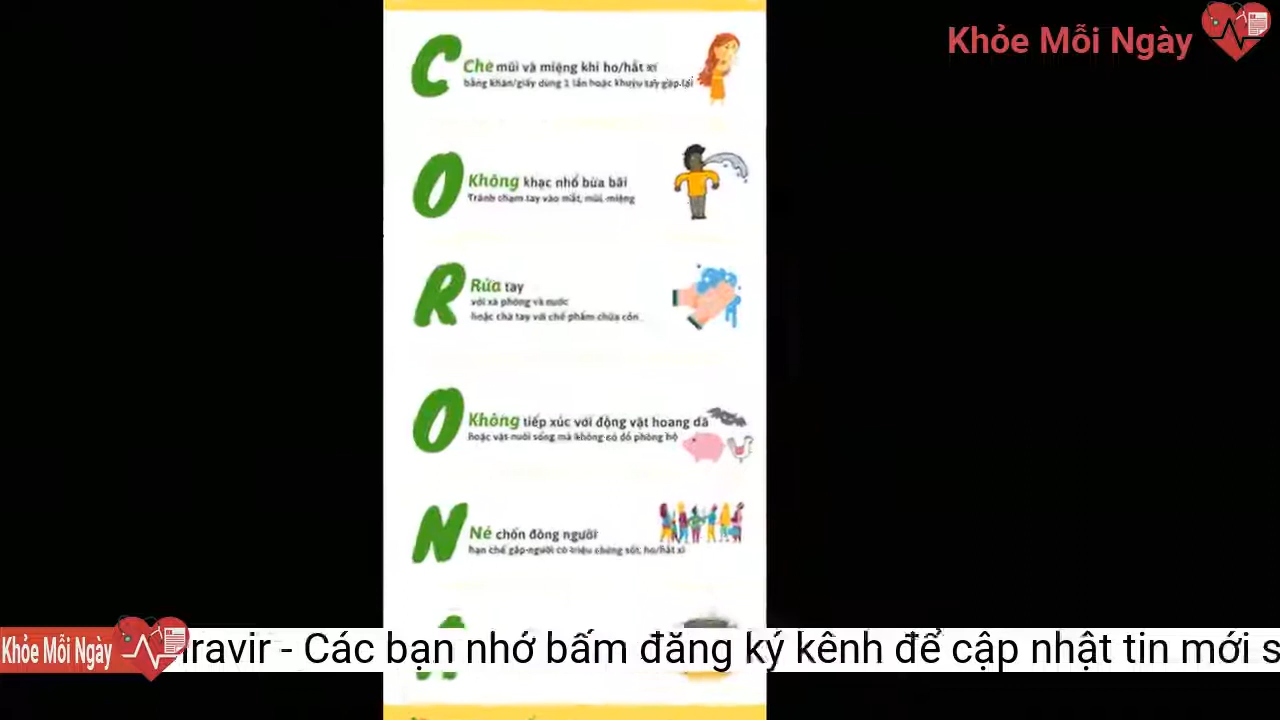 Khỏe Mỗi Ngày
C
Che mũi và miệng khi ho/hắt xì
bằng khăn/giấy dùng 1 lần hoặc khuỷu tay gập lại
O
Không khạc nhổ bừa bãi
Tránh chạm tay vào mắt, mũi, miệng
R
Rửa tay
với xà phòng và nước
hoặc chà tay với chế phẩm chứa cồn
O
Không tiếp xúc với động vật hoang dã
hoặc vật nuôi sống mà không có đồ phòng hộ
N
Né chốn đông người
hạn chế gặp người có triệu chứng sốt, ho/hắt xì
Khỏe Mỗi Ngày
ravir - Các bạn nhớ bấm đăng ký kênh để cập nhật tin mới s